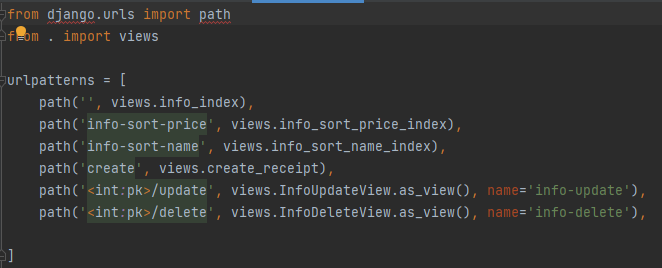 from django.urls import path
from . import views
urlpatterns = [
path('', views.info_index),
path('info-sort-price', views.info_sort_price_index),
path('info-sort-name', views.info_sort_name_index),
path('create', views.create_receipt),
path('<int:pk>/update', views.InfoUpdateView.as_view(), name='info-update'),
path('<int:pk>/delete', views.InfoDeleteView.as_view(), name='info-delete'),
]